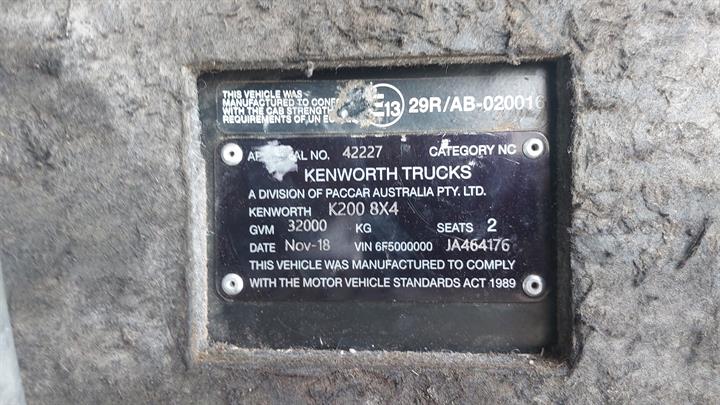 THIS VEHICLE WAS
MANUFACTURED TO
WITH THE CAB STRENGTH
REQUIREMENTS OF UN
E13 29R/AB-020016
NO. 42227 CATEGORY NC
KENWORTH TRUCKS
A DIVISION OF PACCAR AUSTRALIA PTY. LTD.
KENWORTH K200 8X4
GVM 32000 KG SEATS 2
DATE Nov-18 VIN 6F5000000 JA464176
THIS VEHICLE WAS MANUFACTURED TO COMPLY
WITH THE MOTOR VEHICLE STANDARDS ACT 1989